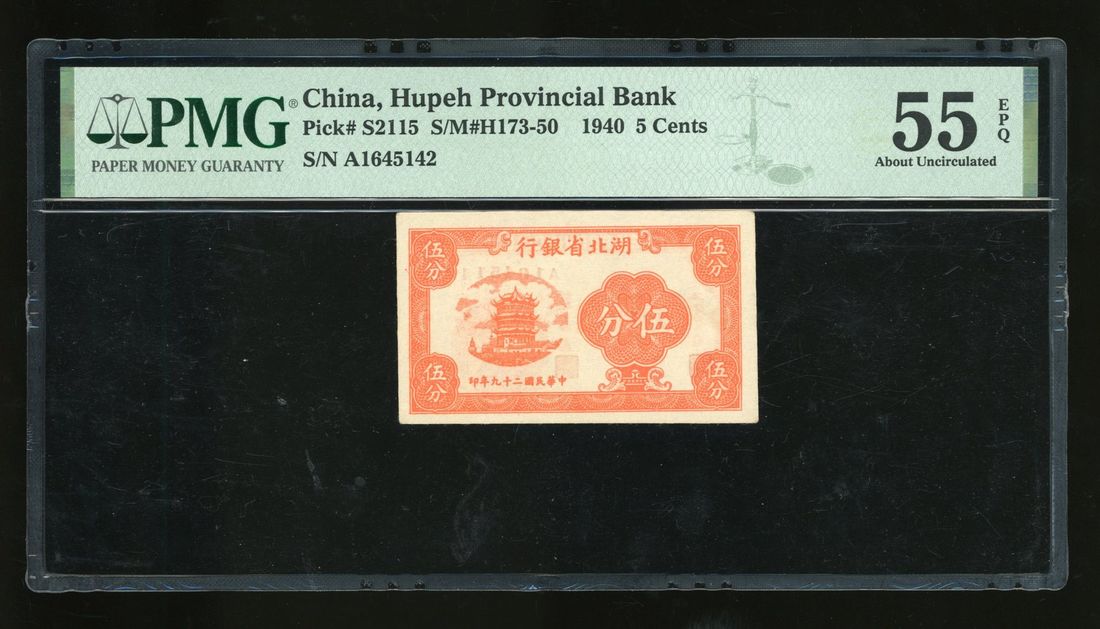 PMG®
PAPER MONEY GUARANTY
China, Hupeh Provincial Bank
Pick# S2115 S/M#H173-50 1940 5 Cents
S/N A1645142
55
EPQ
About Uncirculated
湖北省銀行
伍分
伍分
伍分
伍分
伍分
中華民國二十九年印